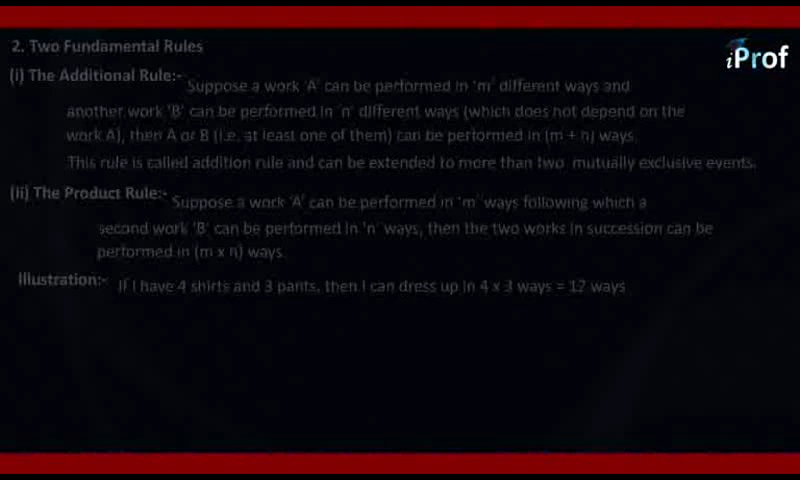 2. Two Fundamental Rules
iProf
(i) The Additional Rule:- Suppose a work 'A' can be performed in 'm' different ways and
another work 'B' can be performed in 'n' different ways (which does not depend on the
work A), then A or B (i.e. at least one of them) can be performed in (m + n) ways.
This rule is called addition rule and can be extended to more than two mutually exclusive events.
(ii) The Product Rule:- Suppose a work 'A' can be performed in 'm' ways following which a
second work 'B' can be performed in 'n' ways, then the two works in succession can be
performed in (m x n) ways.
Illustration:- If I have 4 shirts and 3 pants, then I can dress up in 4 x 3 ways = 12 ways